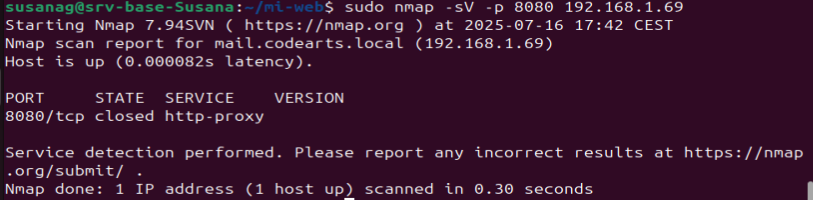 susanag@srv-base-Susana:~/mi-web$ sudo nmap -sV -p 8080 192.168.1.69
Starting Nmap 7.94SVN ( https://nmap.org ) at 2025-07-16 17:42 CEST
Nmap scan report for mail.codearts.local (192.168.1.69)
Host is up (0.000082s latency).
PORT     STATE  SERVICE    VERSION
8080/tcp closed http-proxy
Service detection performed. Please report any incorrect results at https://nmap
.org/submit/ .
Nmap done: 1 IP address (1 host up) scanned in 0.30 seconds